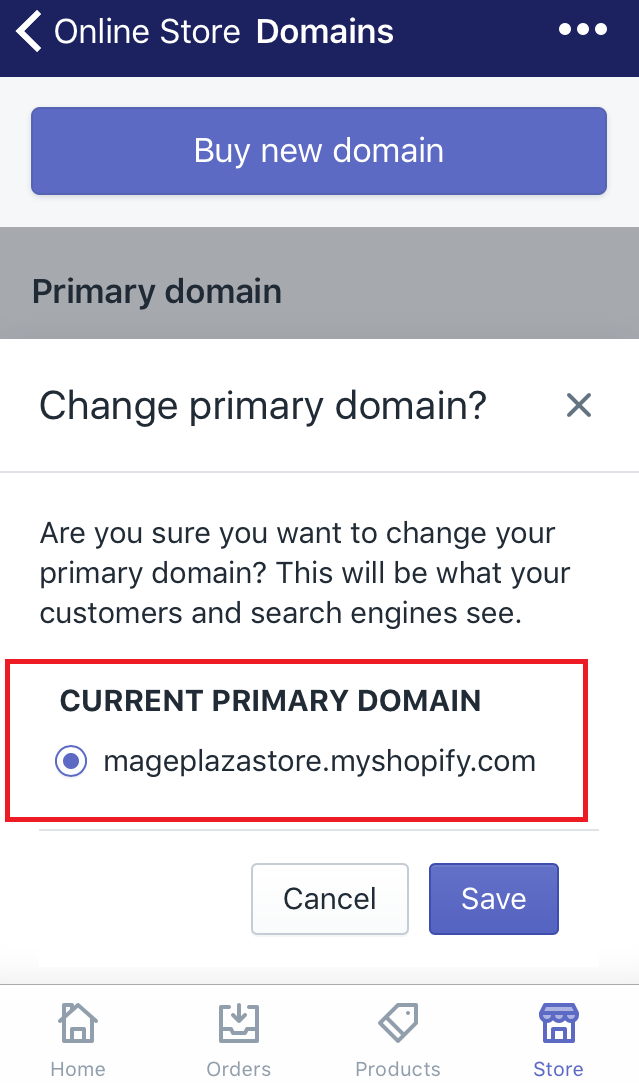 Online Store Domains
Buy new domain
Primary domain
Change primary domain?
Are you sure you want to change your
primary domain? This will be what your
customers and search engines see.
CURRENT PRIMARY DOMAIN
mageplazastore.myshopify.com
Cancel Save
Home Orders Products Store